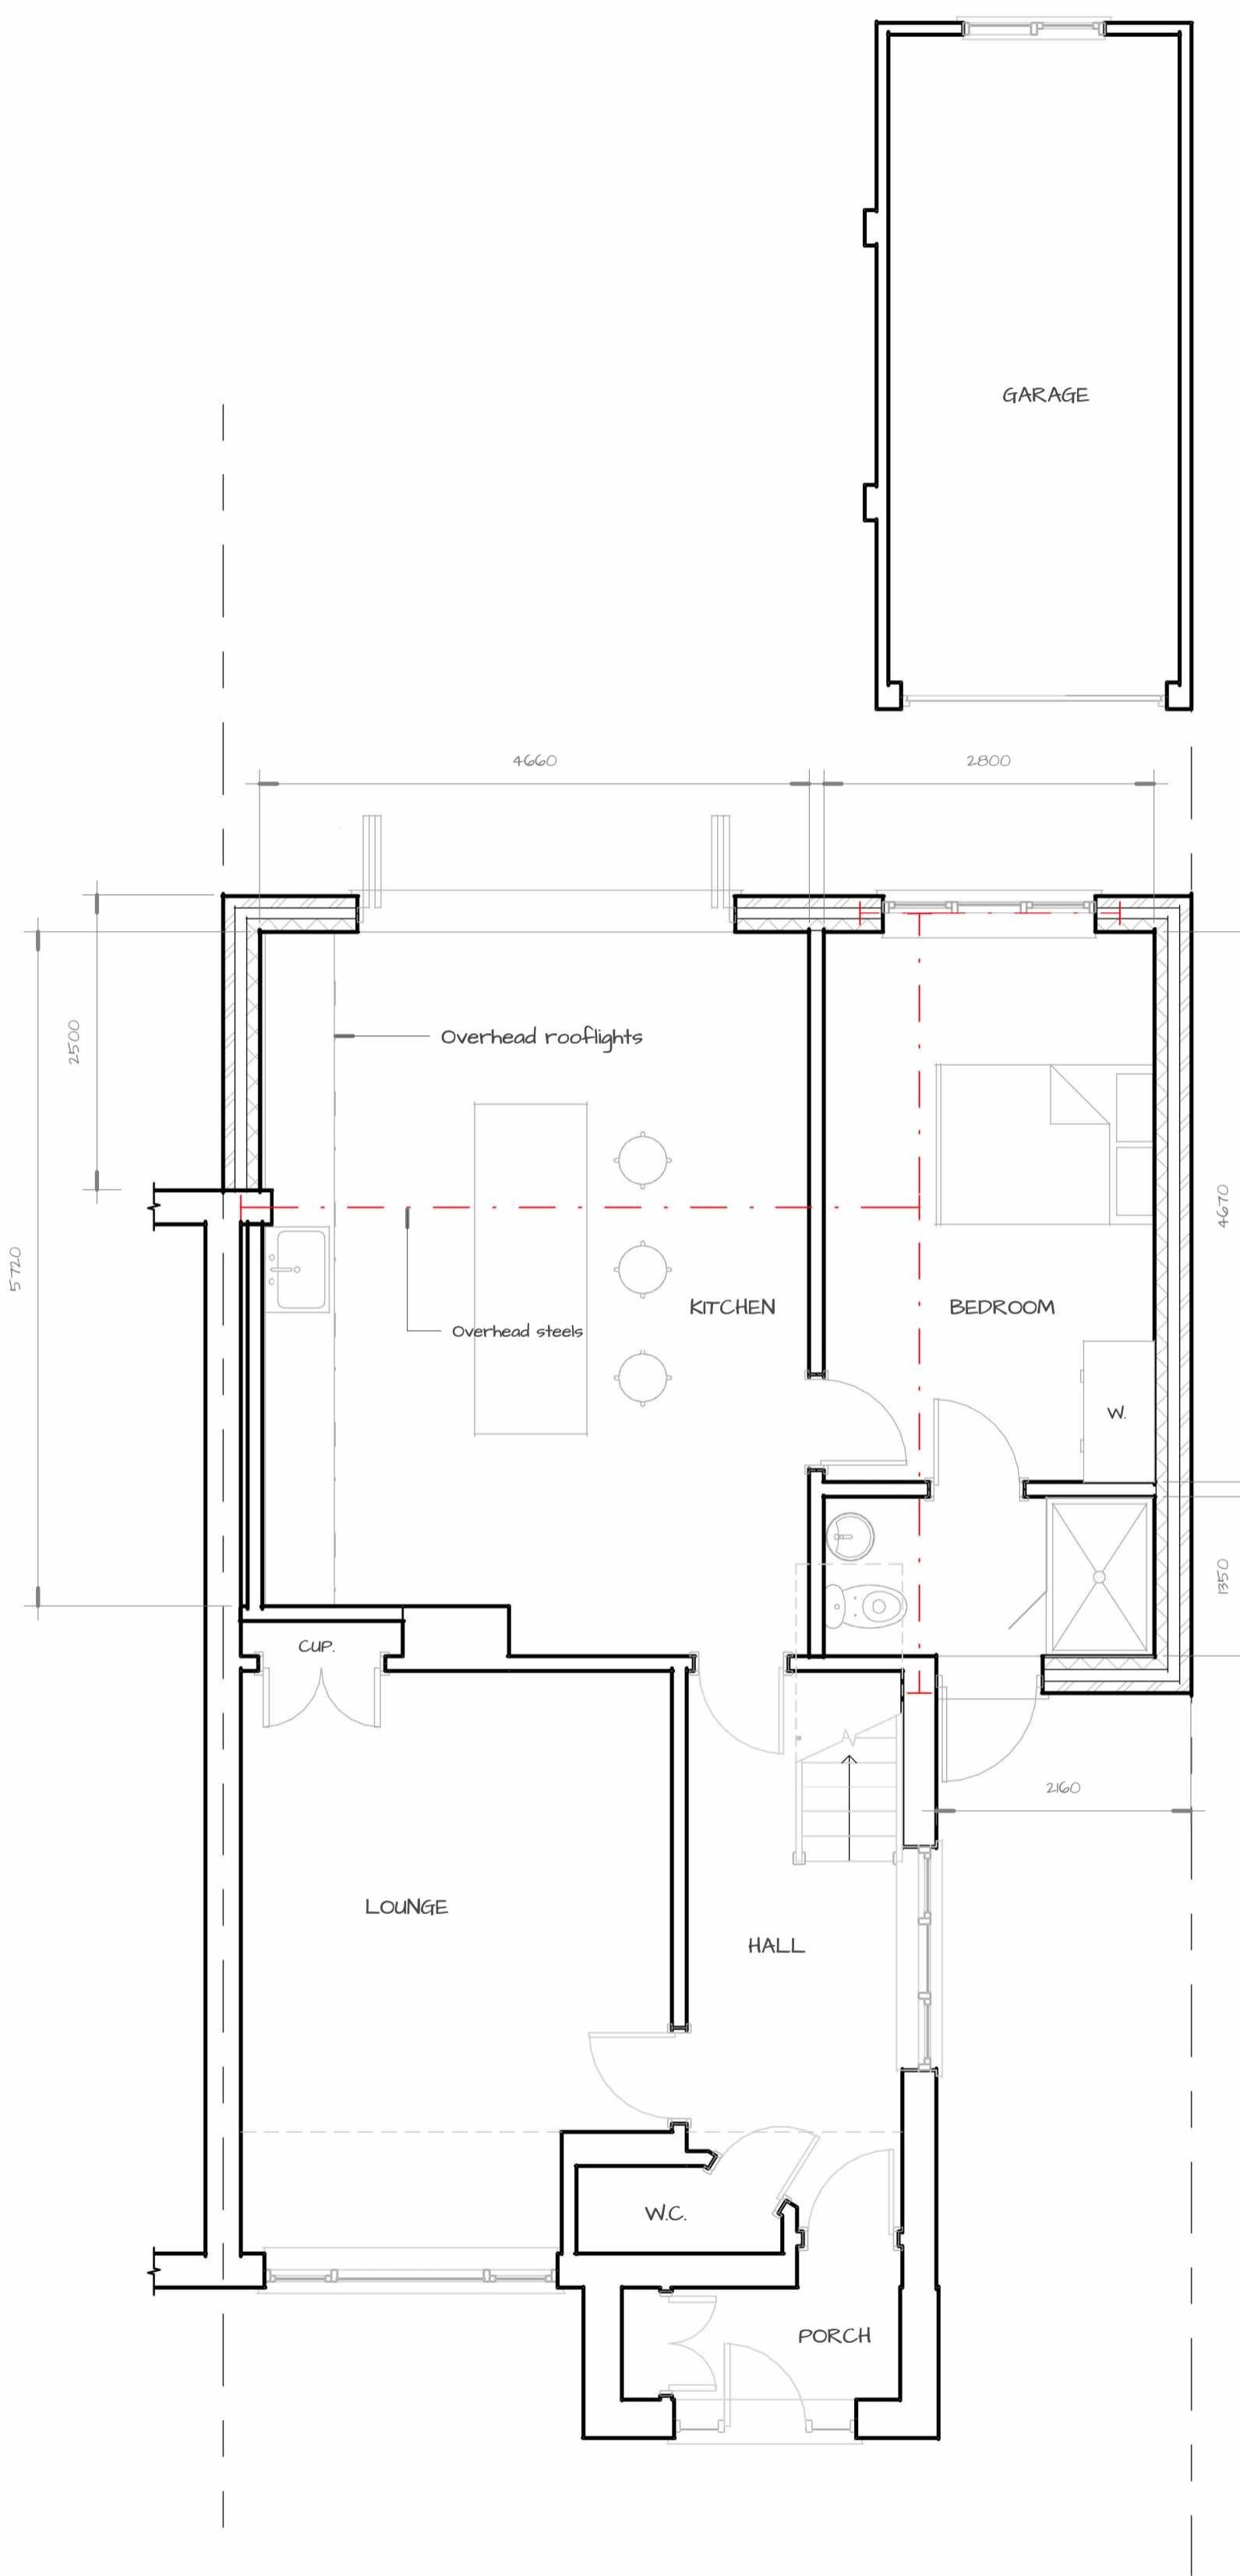 GARAGE
4660
2800
2500
Overhead rooflights
4670
5720
KITCHEN
BEDROOM
Overhead steels
W.
1350
CUP.
2160
LOUNGE
HALL
W.C.
PORCH